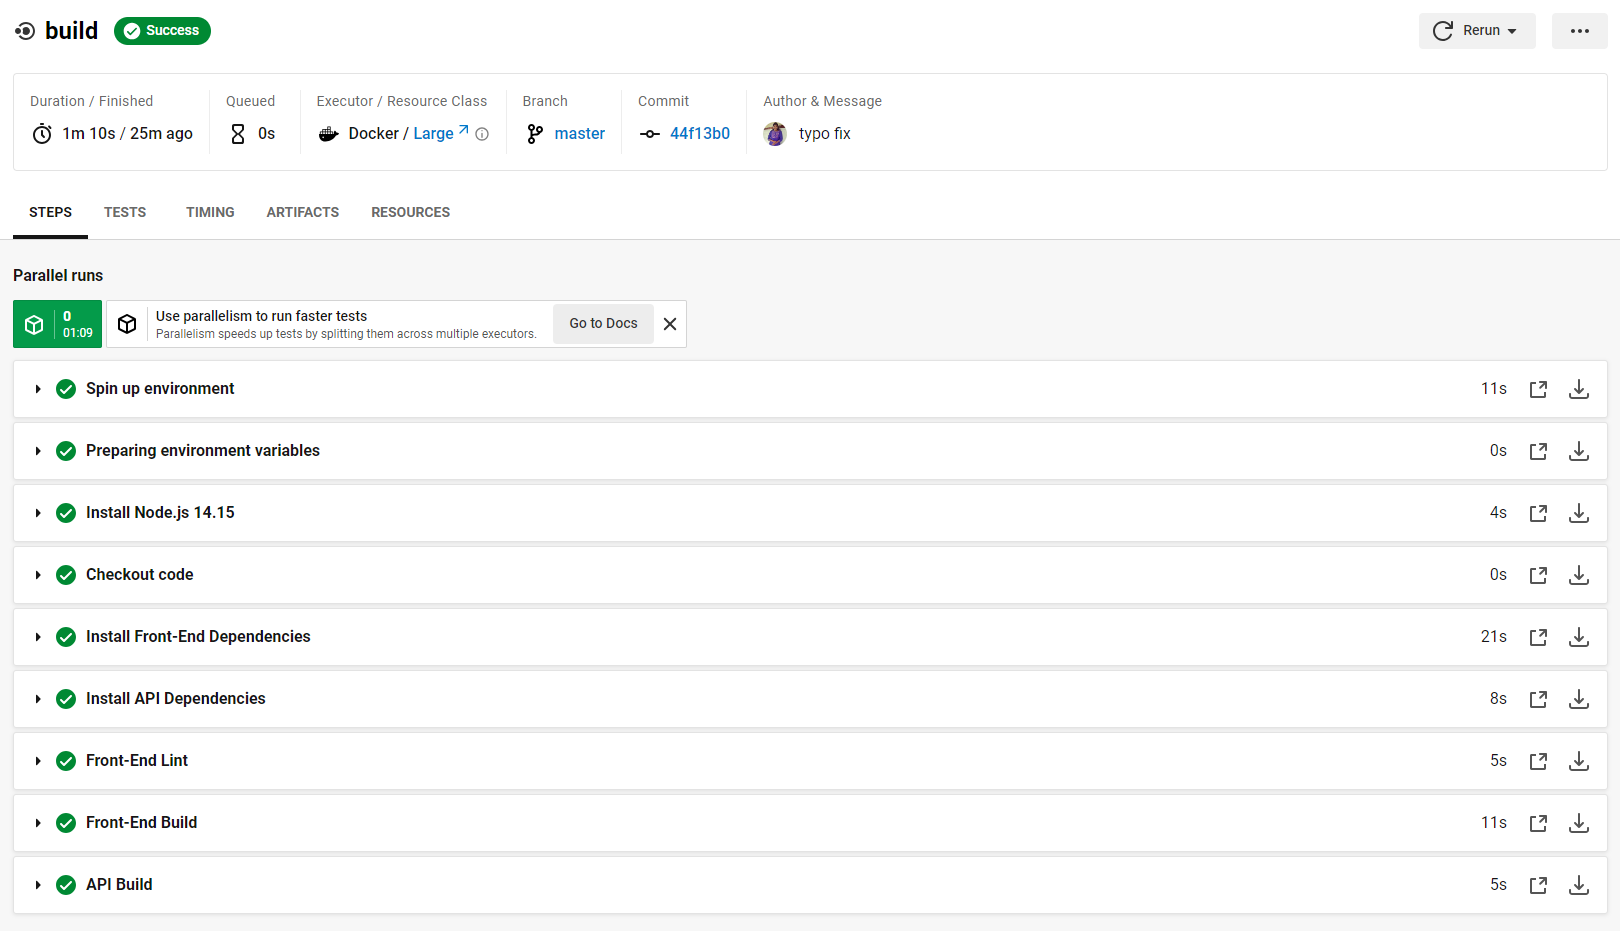 build Success Rerun
Duration / Finished Queued Executor / Resource Class Branch Commit Author & Message
1m 10s / 25m ago 0s Docker / Large master 44f13b0 typo fix
STEPS TESTS TIMING ARTIFACTS RESOURCES
Parallel runs
0
01:09
Use parallelism to run faster tests
Parallelism speeds up tests by splitting them across multiple executors.
Go to Docs
Spin up environment 11s
Preparing environment variables 0s
Install Node.js 14.15 4s
Checkout code 0s
Install Front-End Dependencies 21s
Install API Dependencies 8s
Front-End Lint 5s
Front-End Build 11s
API Build 5s